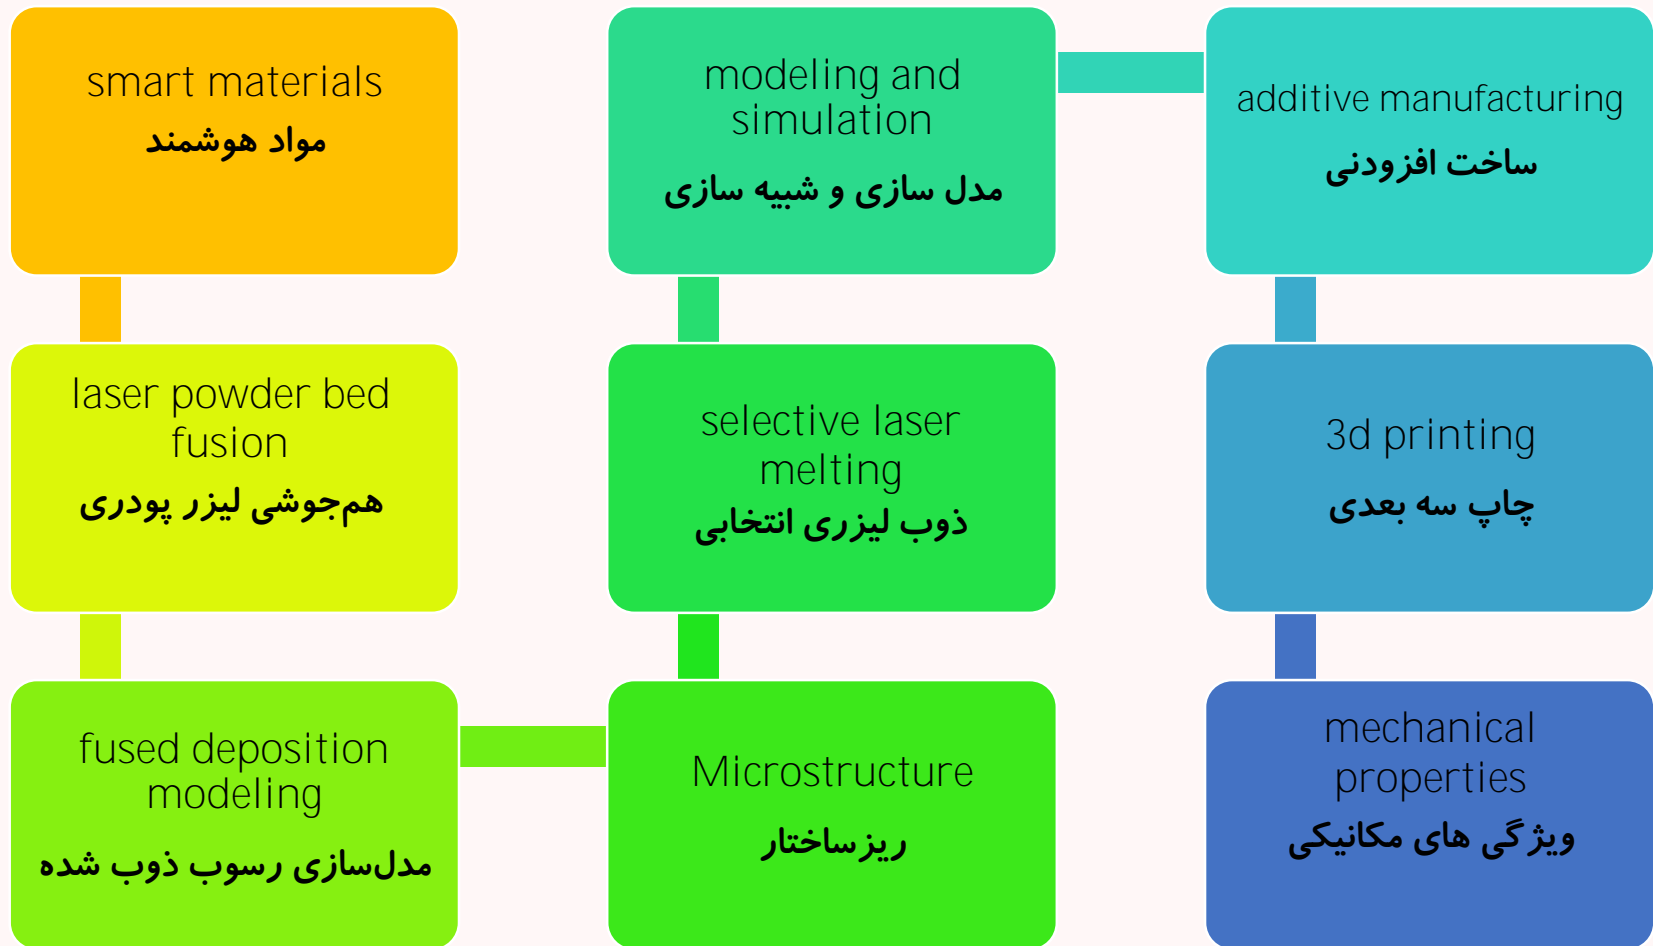 smart materials
مواد هوشمند
laser powder bed
fusion
هم‌جوشی لیزر پودری
fused deposition
modeling
مدل‌سازی رسوب ذوب شده
Microstructure
ریزساختار
selective laser
melting
ذوب لیزری انتخابی
modeling and
simulation
مدل سازی و شبیه سازی
additive manufacturing
ساخت افزودنی
3d printing
چاپ سه بعدی
mechanical
properties
ویژگی های مکانیکی